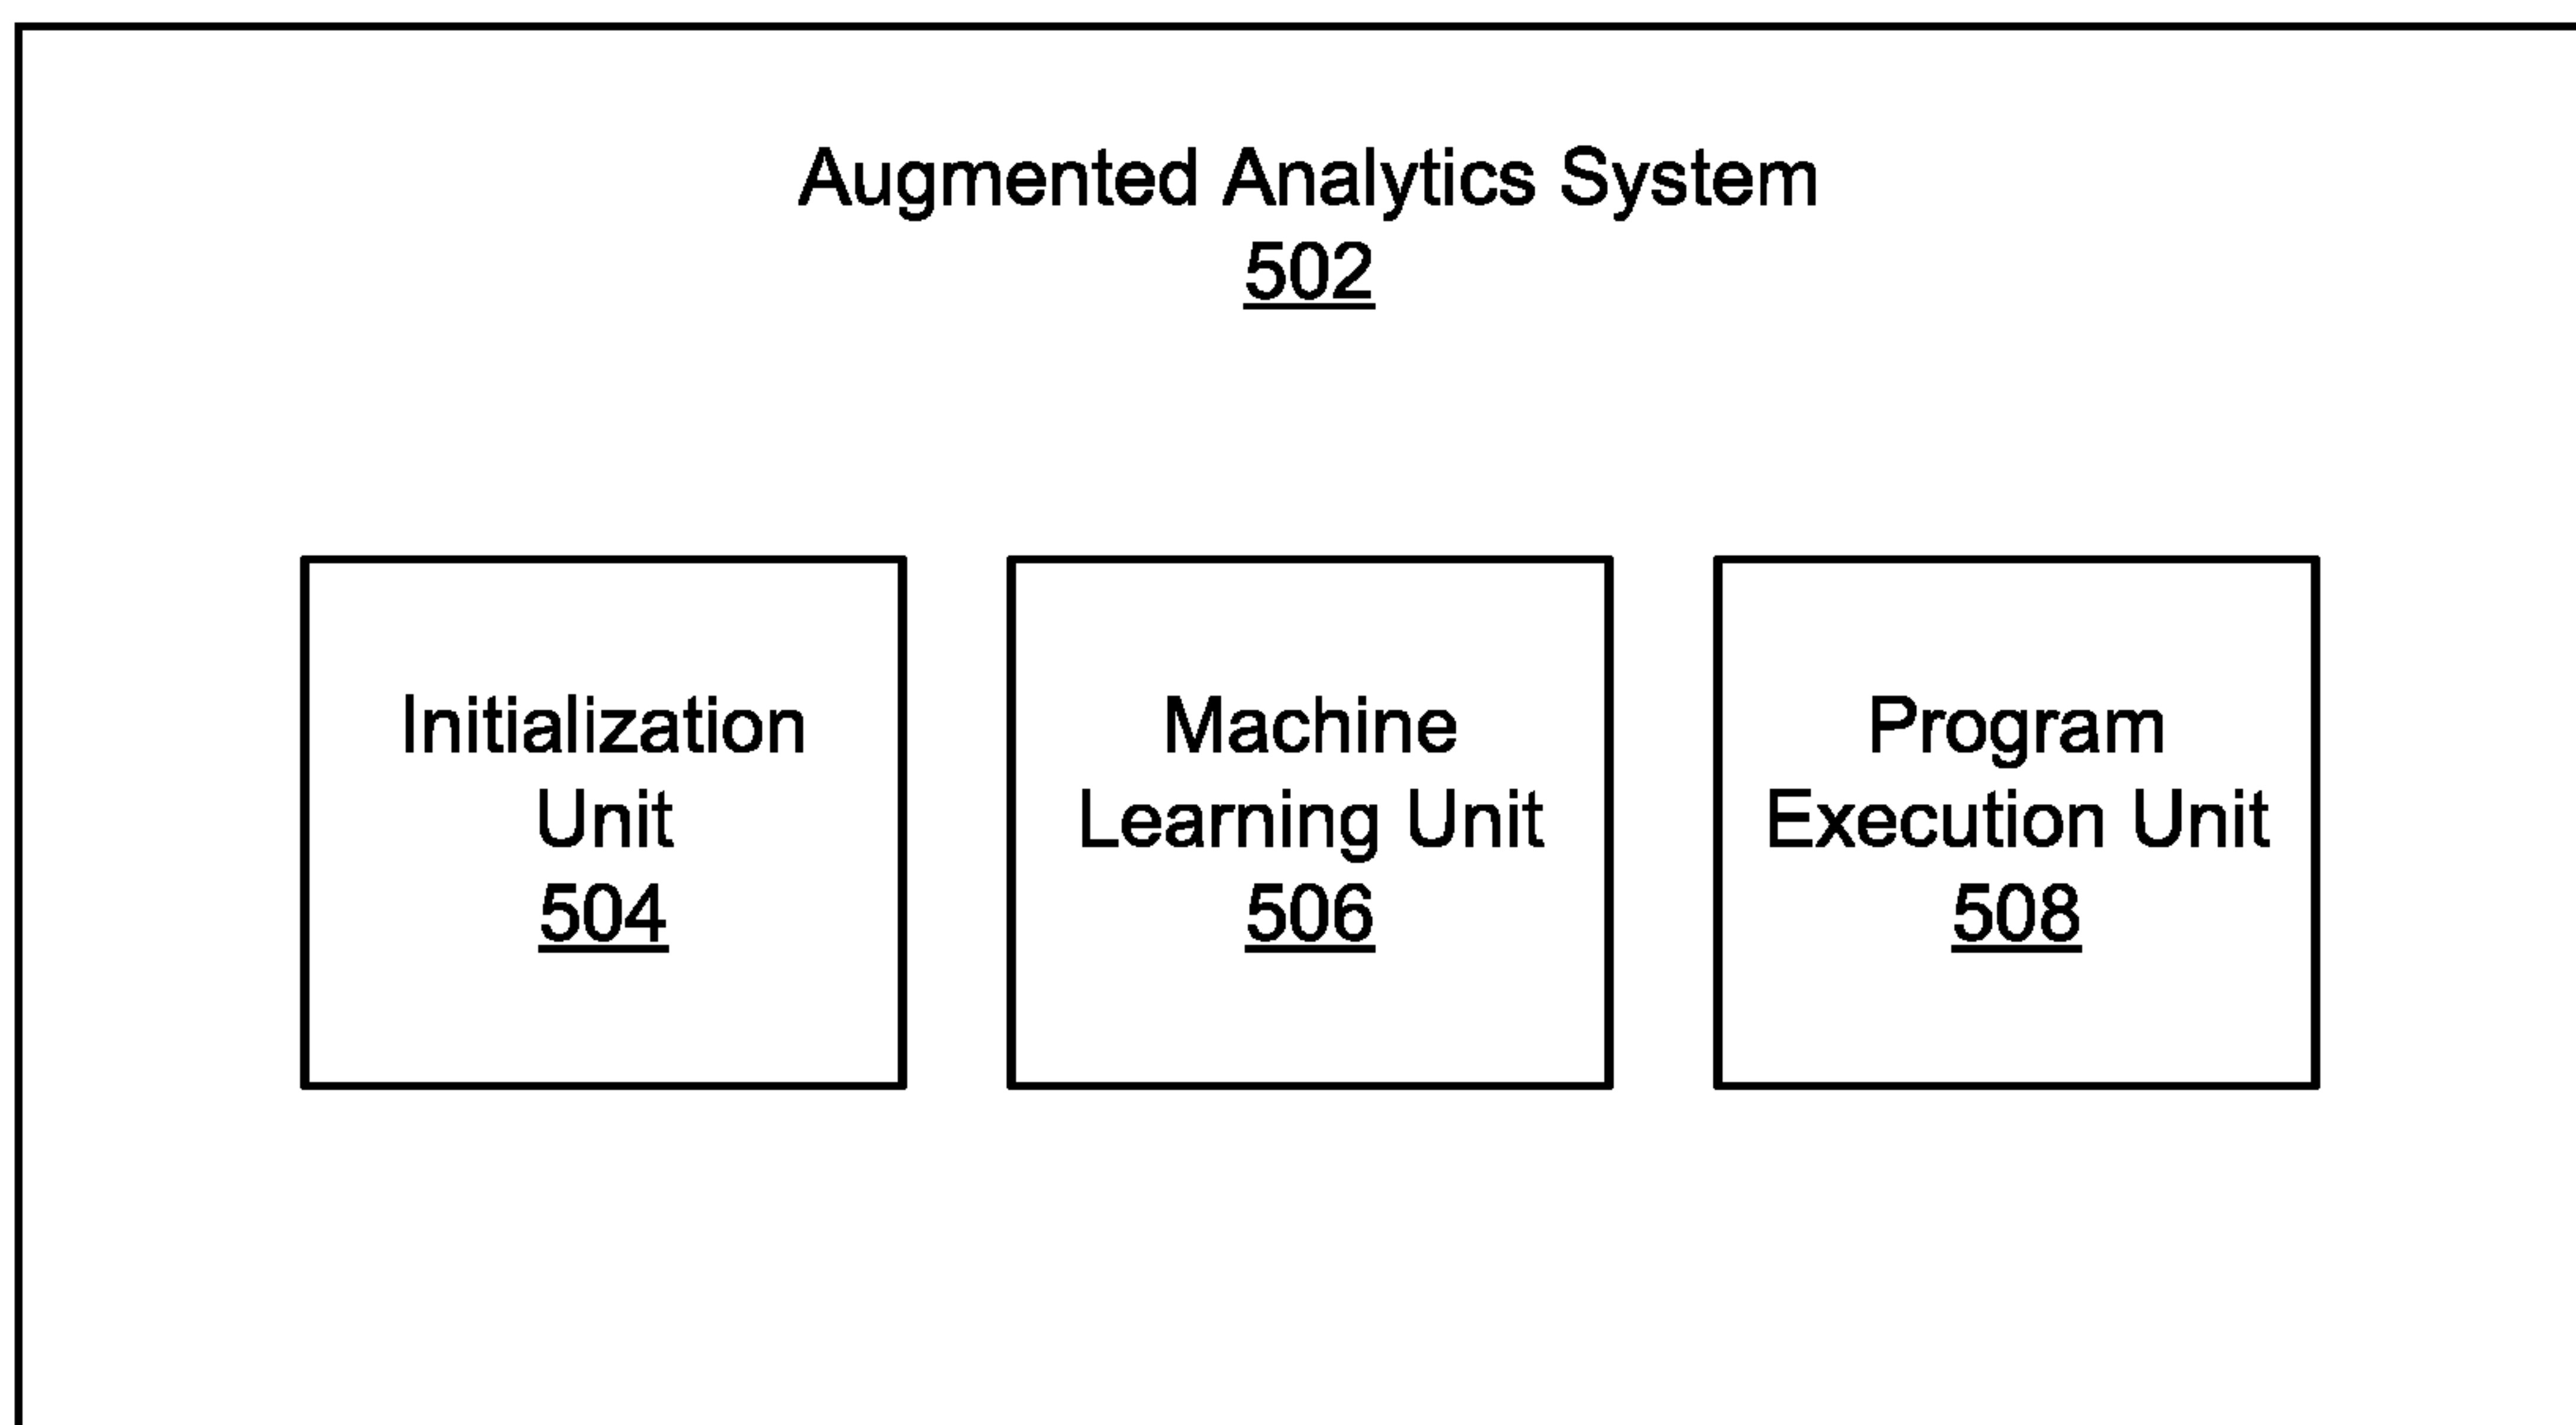 Augmented Analytics System
502
Initialization
Unit
504
Machine
Learning Unit
506
Program
Execution Unit
508